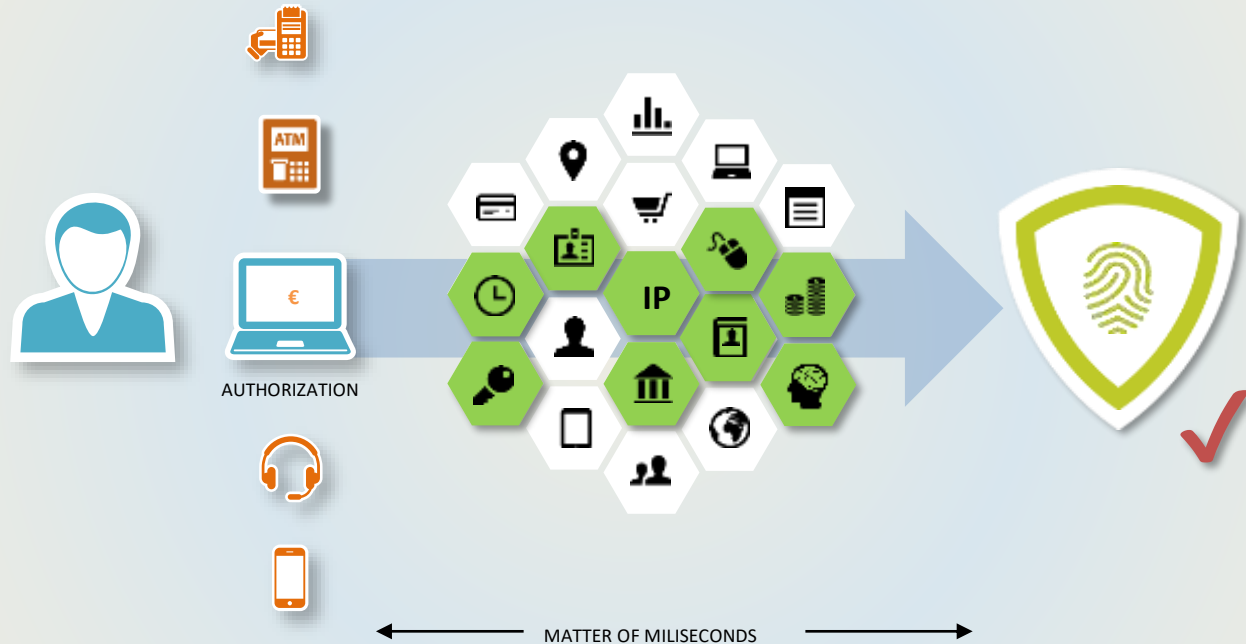 ATM
€
IP
AUTHORIZATION
MATTER OF MILISECONDS